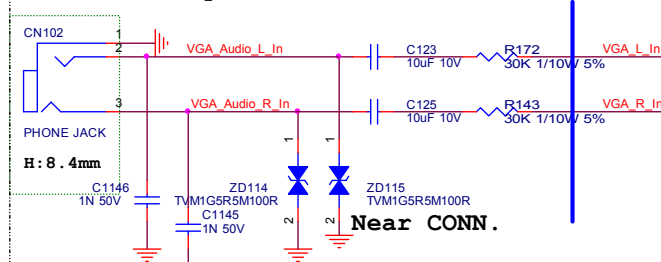 CN102
1
2
VGA_Audio_L_In
C123
10uF 10V
R172
30K 1/10W 5%
VGA_L_In
3
VGA_Audio_R_In
C125
10uF 10V
R143
30K 1/10W 5%
VGA_R_In
PHONE JACK
H:8.4mm
1
1
C1146
1N 50V
ZD114
TVM1G5R5M100R
ZD115
TVM1G5R5M100R
C1145
1N 50V
2
2
Near CONN.